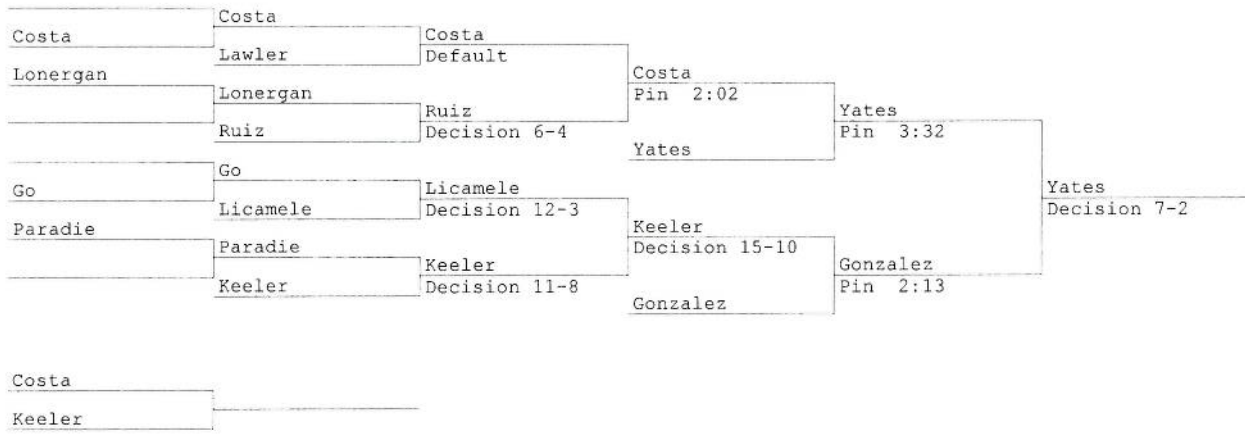 Costa
Costa
Costa
Lawler
Default
Lonergan
Costa
Lonergan
Pin 2:02
Ruiz
Yates
Ruiz
Decision 6-4
Pin 3:32
Yates
Go
Go
Licamele
Yates
Licamele
Decision 12-3
Decision 7-2
Paradie
Keeler
Paradie
Decision 15-10
Keeler
Gonzalez
Keeler
Decision 11-8
Pin 2:13
Gonzalez
Costa
Keeler